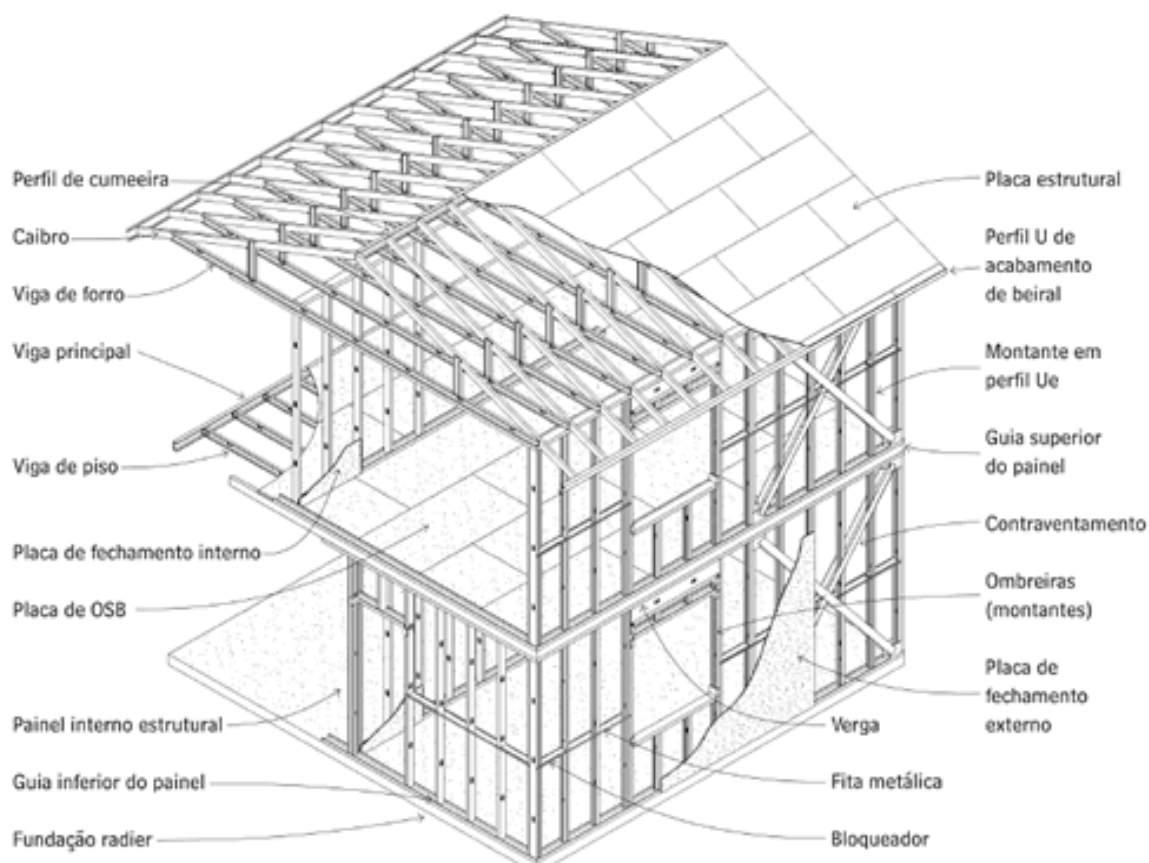 Perfil de cumeeira
Caibro
Viga de forro
Viga principal
Viga de piso
Placa de fechamento interno
Placa de OSB
Painel interno estrutural
Guia inferior do painel
Fundação radier
Placa estrutural
Perfil U de
acabamento
de beiral
Montante em
perfil Ue
Guia superior
do painel
Contraventamento
Ombreiras
(montantes)
Placa de
fechamento
externo
Verga
Fita metálica
Bloqueador